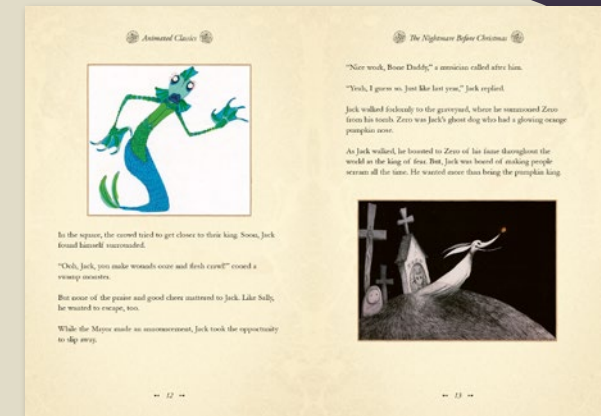 Animated Classics
In the square, the crowd tried to get closer to their king. Soon, Jack
found himself surrounded.
“Ooh, Jack, you make wounds ooze and flesh crawl!” cooed a
swamp monster.
But none of the praise and good cheer mattered to Jack. Like Sally,
he wanted to escape, too.
While the Mayor made an announcement, Jack took the opportunity
to slip away.
12
The Nightmare Before Christmas
“Nice work, Bone Daddy,” a musician called after him.
“Yeah, I guess so. Just like last year,” Jack replied.
Jack walked forlornly to the graveyard, where he summoned Zero
from his tomb. Zero was Jack’s ghost dog who had a glowing orange
pumpkin nose.
As Jack walked, he boasted to Zero of his fame throughout the
world as the king of fear. But, Jack was bored of making people
scream all the time. He wanted more than being the pumpkin king.
13